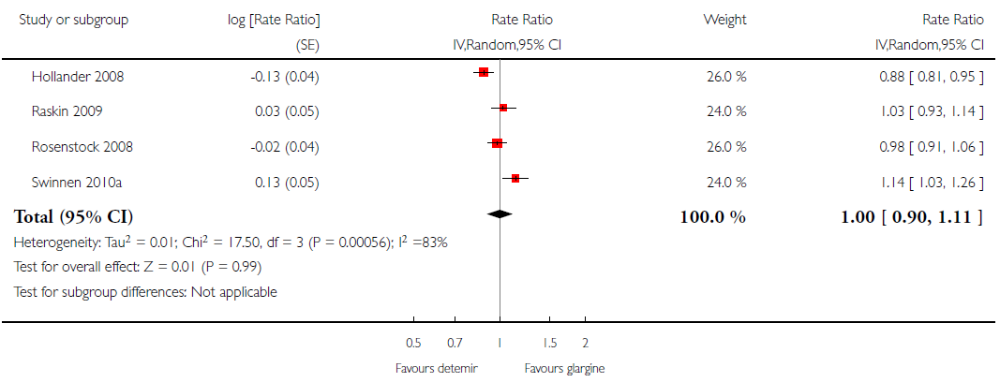 Study or subgroup log [Rate Ratio] Rate Ratio Weight Rate Ratio
(SE) IV,Random,95% CI IV,Random,95% CI
Hollander 2008 -0.13 (0.04) 26.0 % 0.88 [ 0.81, 0.95 ]
Raskin 2009 0.03 (0.05) 24.0 % 1.03 [ 0.93, 1.14 ]
Rosenstock 2008 -0.02 (0.04) 26.0 % 0.98 [ 0.91, 1.06 ]
Swinnen 2010a 0.13 (0.05) 24.0 % 1.14 [ 1.03, 1.26 ]
Total (95% CI) 100.0 % 1.00 [ 0.90, 1.11 ]
Heterogeneity: Tau² = 0.01; Chi² = 17.50, df = 3 (P = 0.00056); I² =83%
Test for overall effect: Z = 0.01 (P = 0.99)
Test for subgroup differences: Not applicable
0.5 0.7 1 1.5 2
Favours detemir Favours glargine